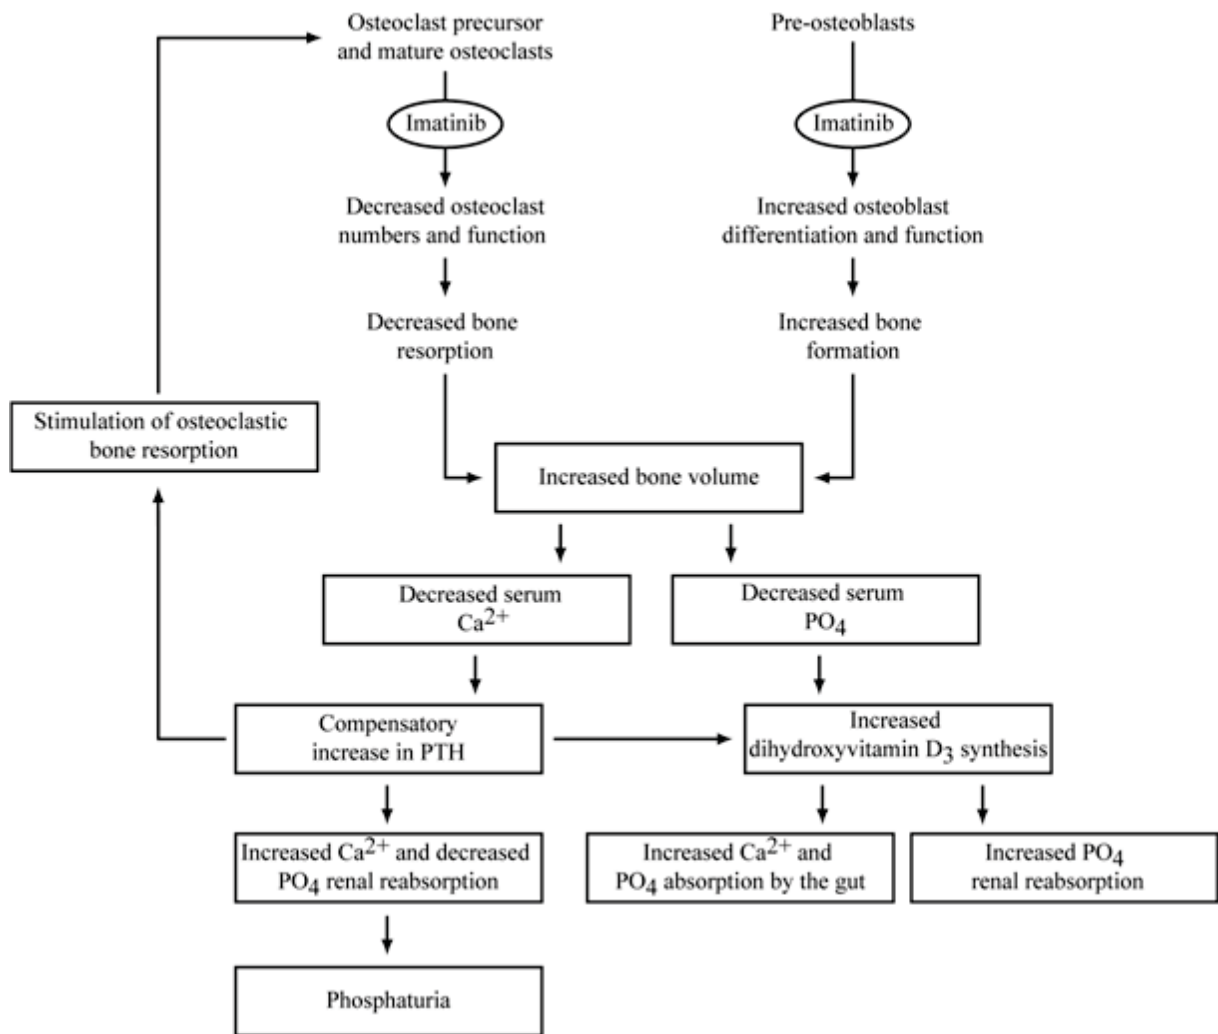 Osteoclast precursor
and mature osteoclasts
Pre-osteoblasts
Imatinib
Imatinib
Decreased osteoclast
numbers and function
Increased osteoblast
differentiation and function
Decreased bone
resorption
Increased bone
formation
Stimulation of osteoclastic
bone resorption
Increased bone volume
Decreased serum
Ca2+
Decreased serum
PO4
Compensatory
increase in PTH
Increased
dihydroxyvitamin D3 synthesis
Increased Ca2+ and decreased
PO4 renal reabsorption
Increased Ca2+ and
PO4 absorption by the gut
Increased PO4
renal reabsorption
Phosphaturia